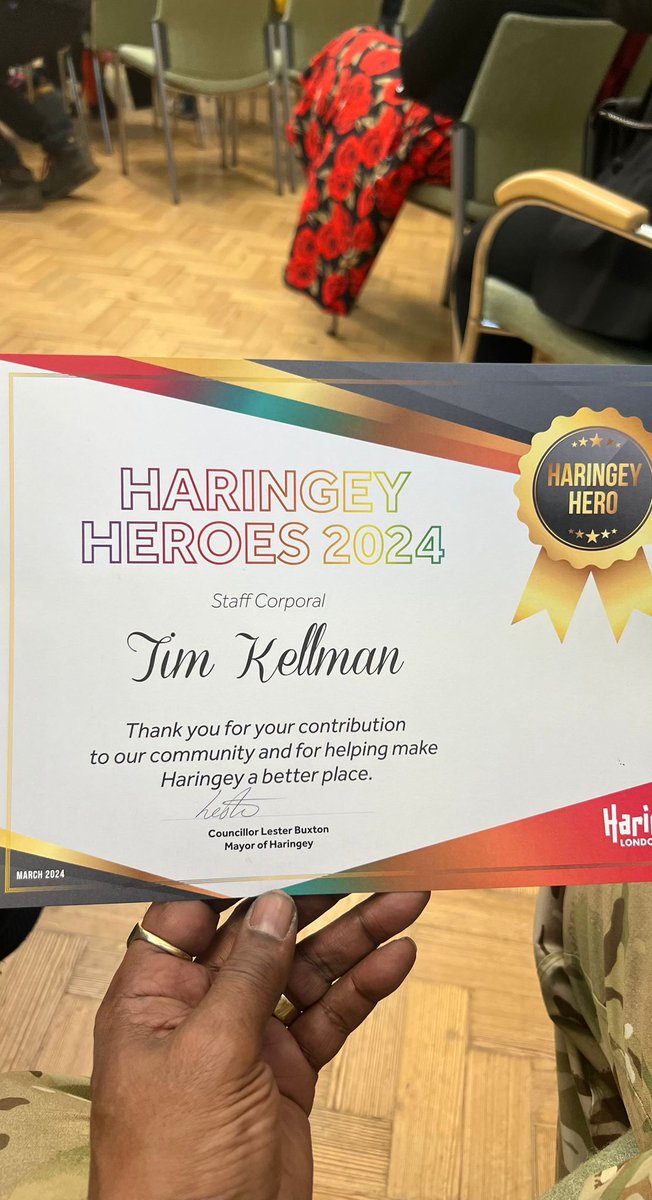 HARINGEY
HEROES 2024
HARINGEY
HERO
Staff Corporal
Tim Kellman
Thank you for your contribution
to our community and for helping make
Haringey a better place.
Councillor Lester Buxton
Mayor of Haringey
MARCH 2024